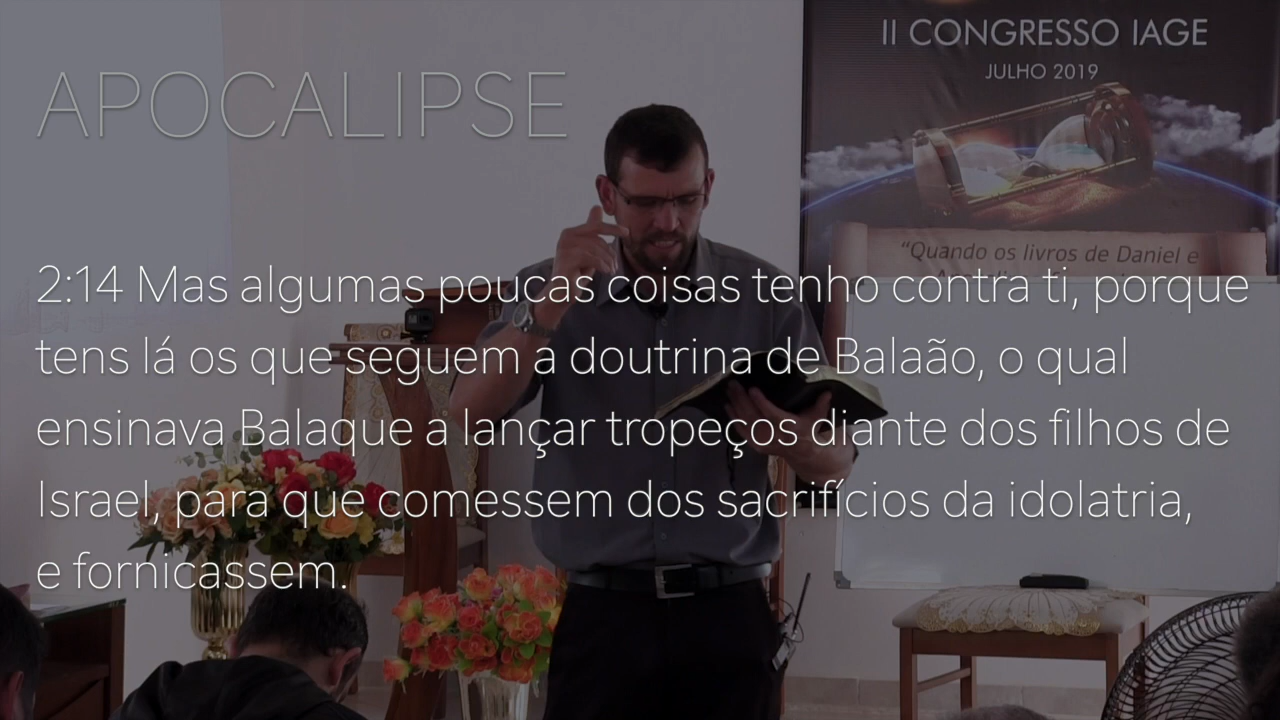 II CONGRESSO IAGE
JULHO 2019
APOCALIPSE
“Quando os livros de Daniel e
2:14 Mas algumas poucas coisas tenho contra ti, porque
tens lá os que seguem a doutrina de Balaão, o qual
ensinava Balaque a lançar tropeços diante dos filhos de
Israel, para que comessem dos sacrifícios da idolatria,
e fornicassem.